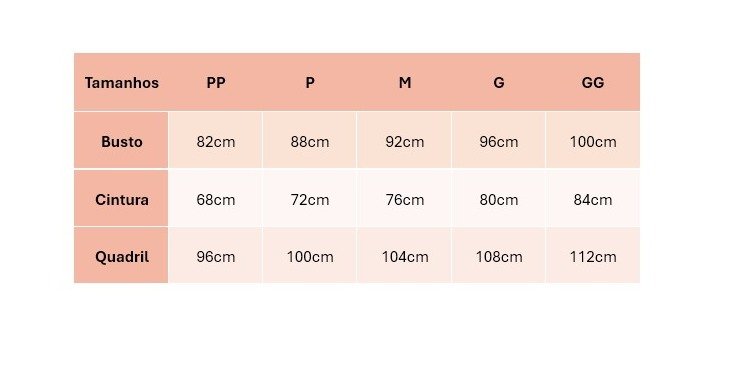 Tamanhos PP P M G GG
Busto 82cm 88cm 92cm 96cm 100cm
Cintura 68cm 72cm 76cm 80cm 84cm
Quadril 96cm 100cm 104cm 108cm 112cm